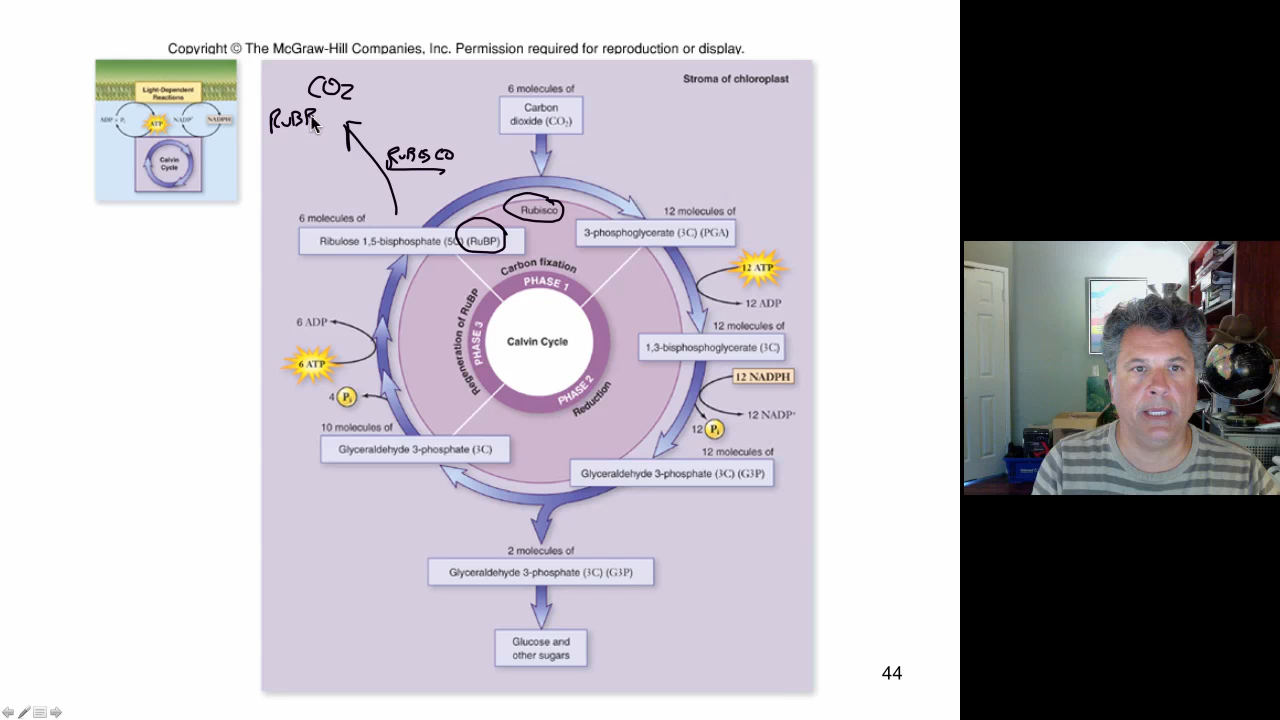 Copyright © The McGraw-Hill Companies, Inc. Permission required for reproduction or display.
Light-Dependent
Reactions
ADP + Pi
ATP
NADP+
NADPH
Calvin
Cycle
Stroma of chloroplast
CO2
RuBP
RuBisCO
6 molecules of
Carbon
dioxide (CO2)
Rubisco
6 molecules of
Ribulose 1,5-bisphosphate (5C) (RuBP)
12 molecules of
3-phosphoglycerate (3C) (PGA)
12 ATP
12 ADP
12 molecules of
1,3-bisphosphoglycerate (3C)
12 NADPH
12 NADP+
12 Pi
12 molecules of
Glyceraldehyde 3-phosphate (3C) (G3P)
Carbon fixation
PHASE 1
Calvin Cycle
PHASE 2
Reduction
PHASE 3
Regeneration of RuBP
6 ADP
6 ATP
4 Pi
10 molecules of
Glyceraldehyde 3-phosphate (3C)
2 molecules of
Glyceraldehyde 3-phosphate (3C) (G3P)
Glucose and
other sugars
44